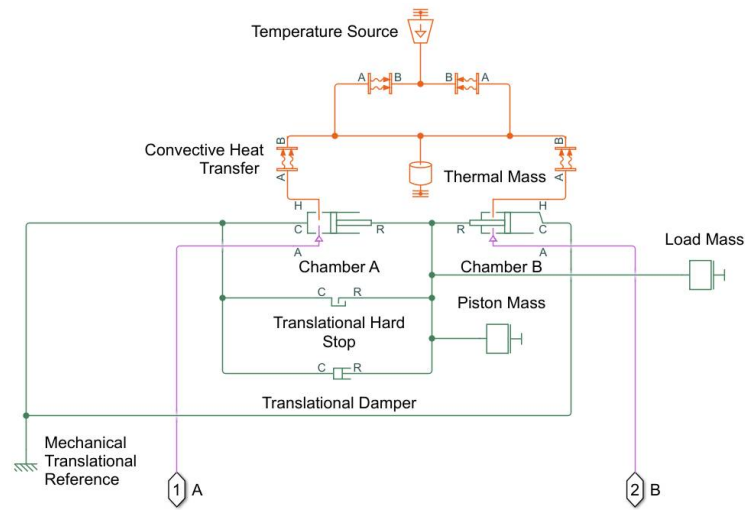 Temperature Source
A B B A
Convective Heat
Transfer
B
A
B
A
Thermal Mass
H
H
C
R
R
C
A
A
Load Mass
Chamber A
Chamber B
C R
Piston Mass
Translational Hard
Stop
C R
Translational Damper
Mechanical
Translational
Reference
1 A
2 B